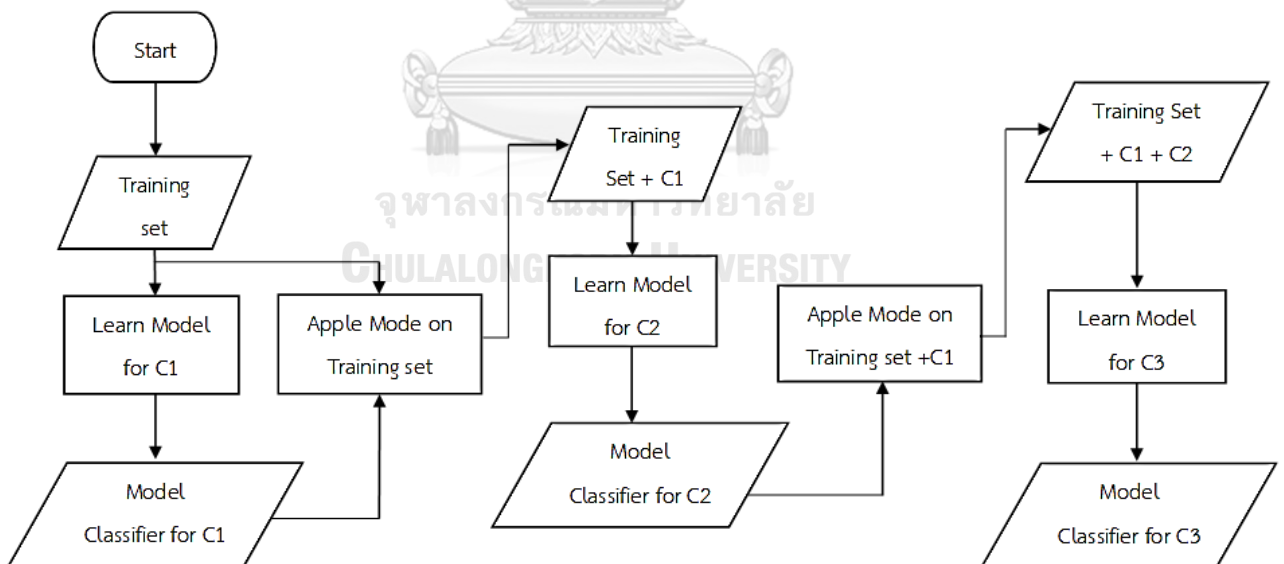 Start
Training
set
Learn Model
for C1
Model
Classifier for C1
Apple Mode on
Training set
Training
Set + C1
จุฬาลงกรณ์มหาวิทยาลัย
CHULALONGKORN UNIVERSITY
Learn Model
for C2
Model
Classifier for C2
Apple Mode on
Training set +C1
Training Set
+ C1 + C2
Learn Model
for C3
Model
Classifier for C3